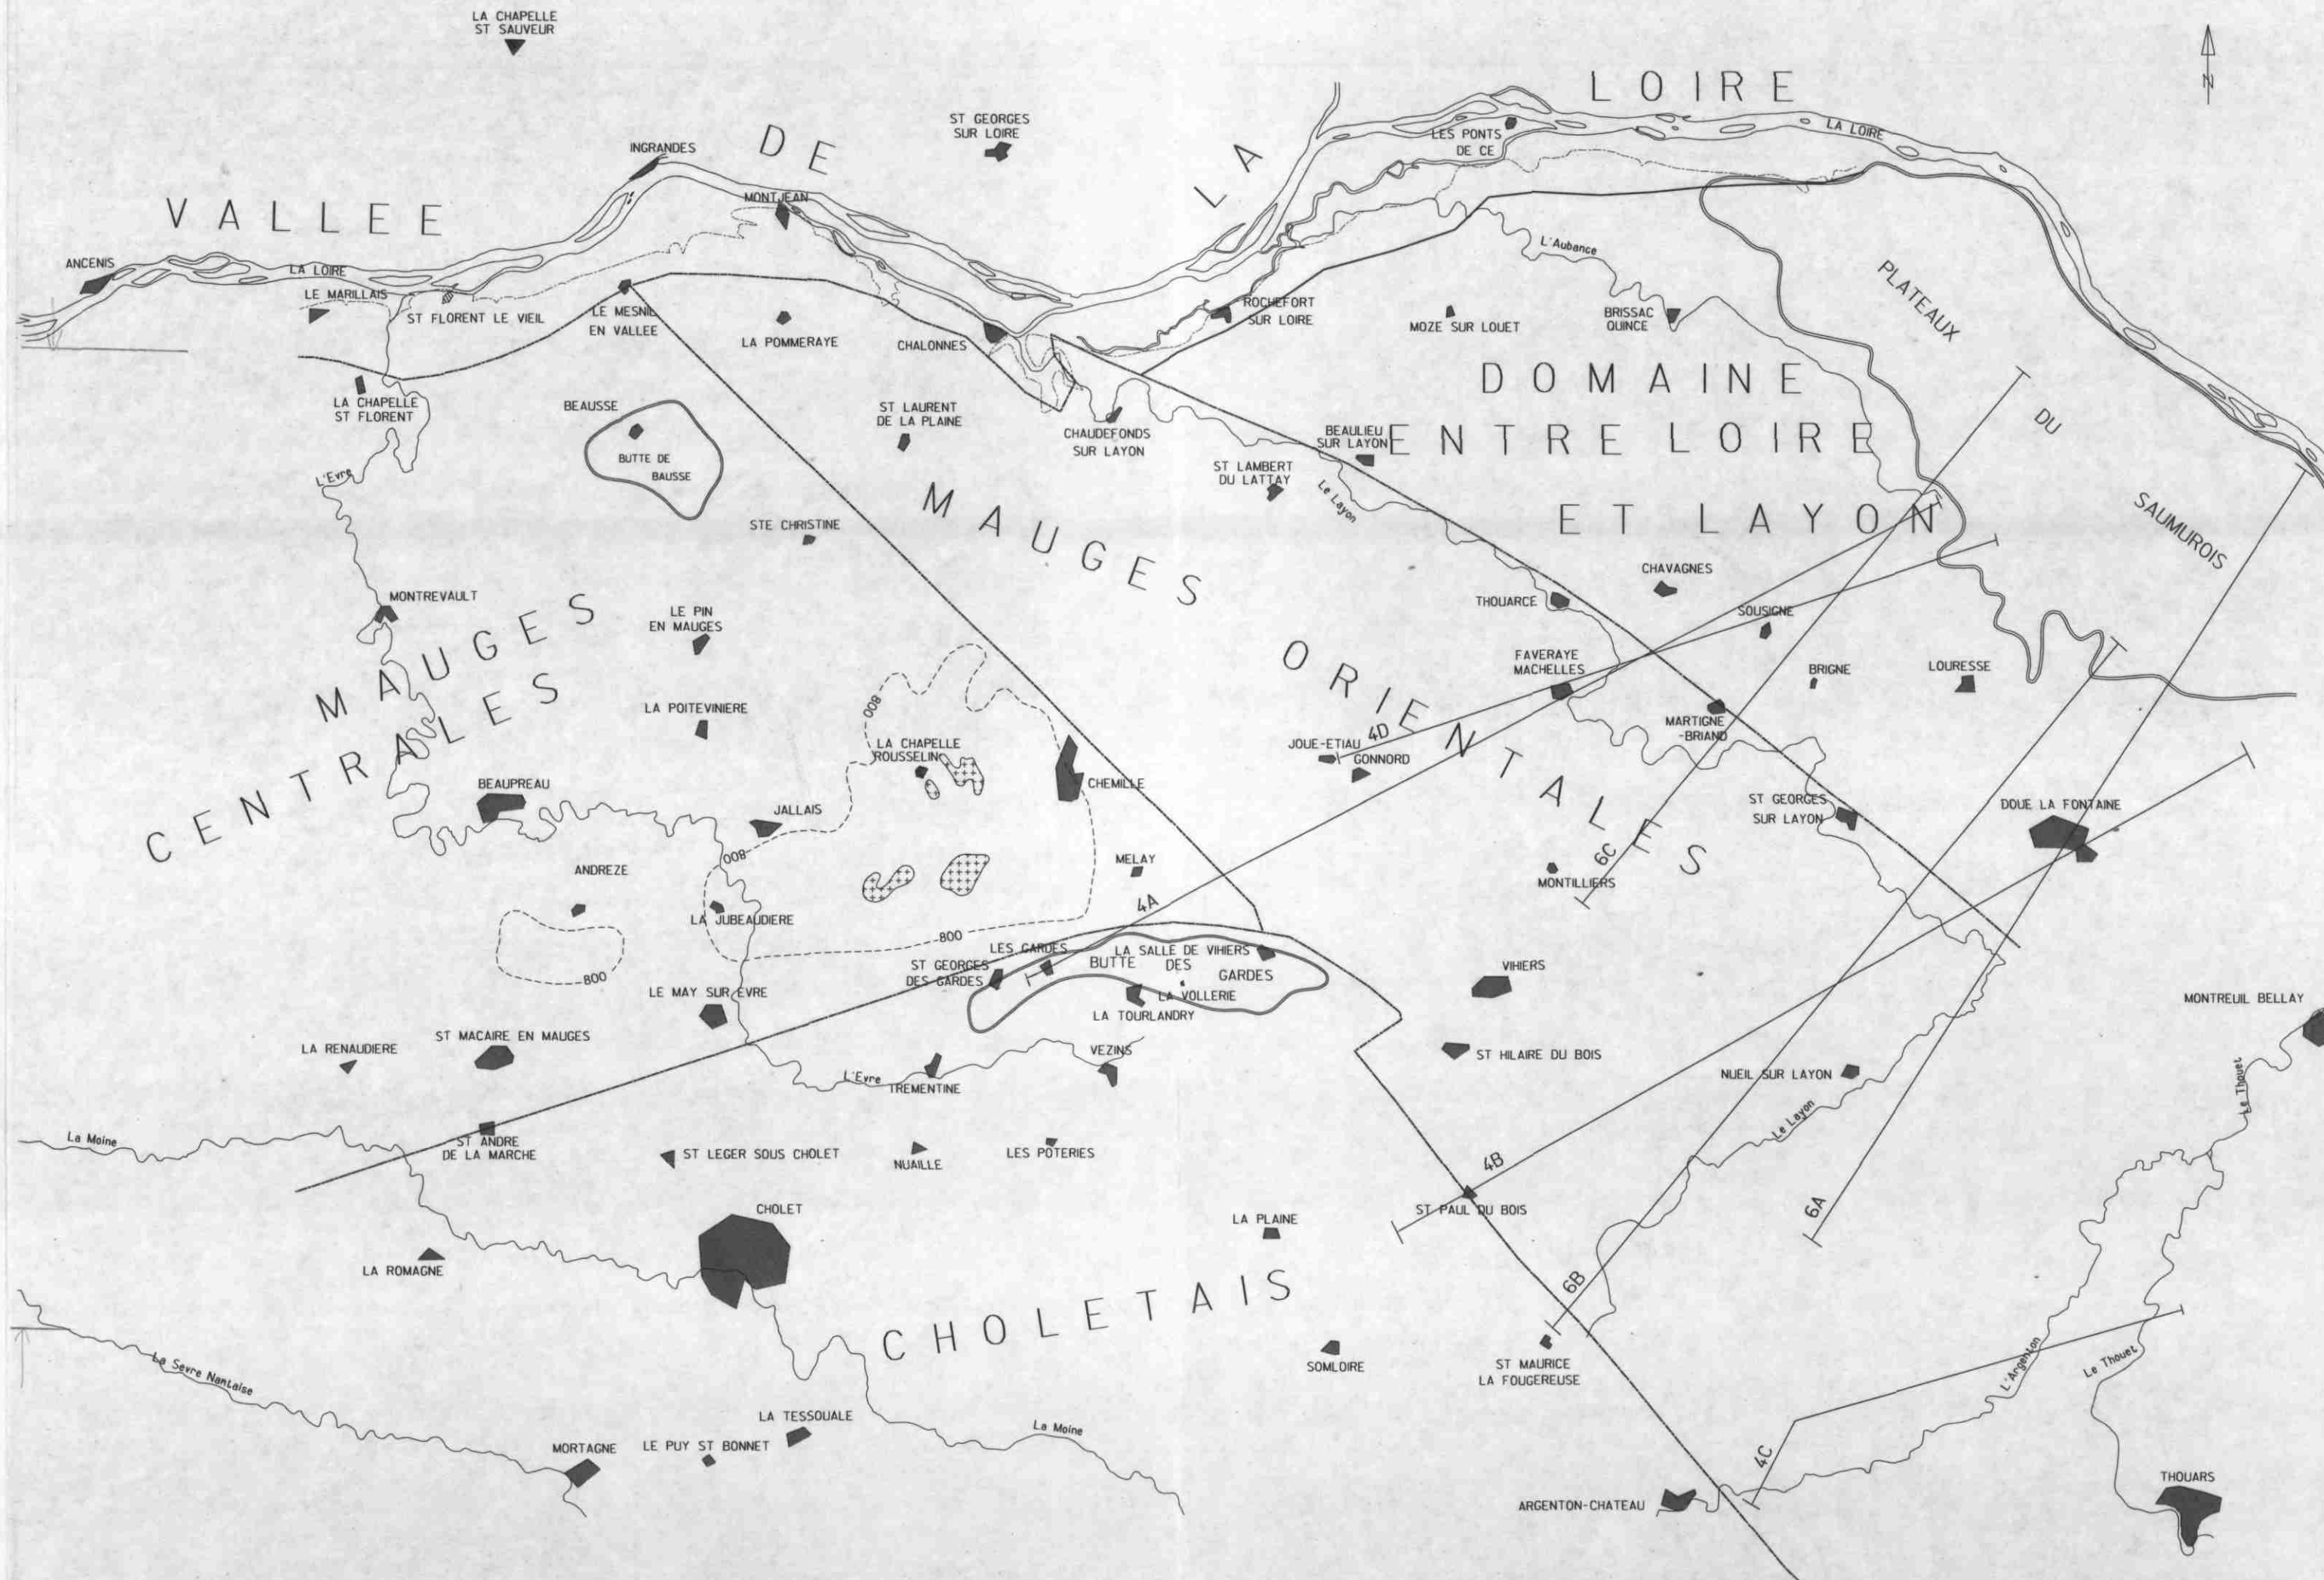 LA CHAPELLE
ST SAUVEUR
N
LOIRE
ST GEORGES
SUR LOIRE
LES PONTS
DE CE
LA LOIRE
DE
LA
INGRANDES
MONTJEAN
VALLEE
ANCENIS
LA LOIRE
LE MARILLAIS
ST FLORENT LE VIEIL
LE MESNIL
EN VALLEE
LA POMMERAYE
CHALONNES
ROCHEFORT
SUR LOIRE
MOZE SUR LOUET
L'Aubance
BRISSAC
QUINCE
PLATEAUX
DU
SAUMUROIS
LA CHAPELLE
ST FLORENT
BEAUSSE
BUTTE DE
BAUSSE
ST LAURENT
DE LA PLAINE
CHAUDEFONDS
SUR LAYON
BEAULIEU
SUR LAYON
ST LAMBERT
DU LATTAY
Le Layon
DOMAINE
ENTRE LOIRE
ET LAYON
L'Evre
STE CHRISTINE
MAUGES
ORIENTALES
CHAVAGNES
THOUARCE
SOUSIGNE
MONTREVAULT
LE PIN
EN MAUGES
MAUGES
CENTRALES
FAVERAYE
MACHELLES
BRIGNE
LOURESSE
LA POITEVINIERE
800
LA CHAPELLE
ROUSSELIN
CHEMILLE
JOUE-ETIAU
4D
GONNORD
MARTIGNE
-BRIAND
BEAUPREAU
JALLAIS
ST GEORGES
SUR LAYON
DOUE LA FONTAINE
ANDREZE
800
MELAY
6C
MONTILLIERS
LA JUBEAUDIERE
4A
800
800
LES GARDES
ST GEORGES
DES GARDES
LA SALLE DE VIHIERS
BUTTE
DES
GARDES
LA VOLLERIE
LA TOURLANDRY
VIHIERS
MONTREUIL BELLAY
LE MAY SUR EVRE
ST MACAIRE EN MAUGES
LA RENAUDIERE
L'Evre
TREMENTINE
VEZINS
ST HILAIRE DU BOIS
NUEIL SUR LAYON
Le Layon
Le Thouet
La Moine
ST ANDRE
DE LA MARCHE
ST LEGER SOUS CHOLET
NUAILLE
LES POTERIES
4B
ST PAUL DU BOIS
6A
CHOLET
LA PLAINE
LA ROMAGNE
6B
CHOLETAIS
La Sevre Nantaise
SOMLOIRE
ST MAURICE
LA FOUGEREUSE
L'Argenton
Le Thouet
LA TESSOUALE
La Moine
MORTAGNE
LE PUY ST BONNET
4C
ARGENTON-CHATEAU
THOUARS